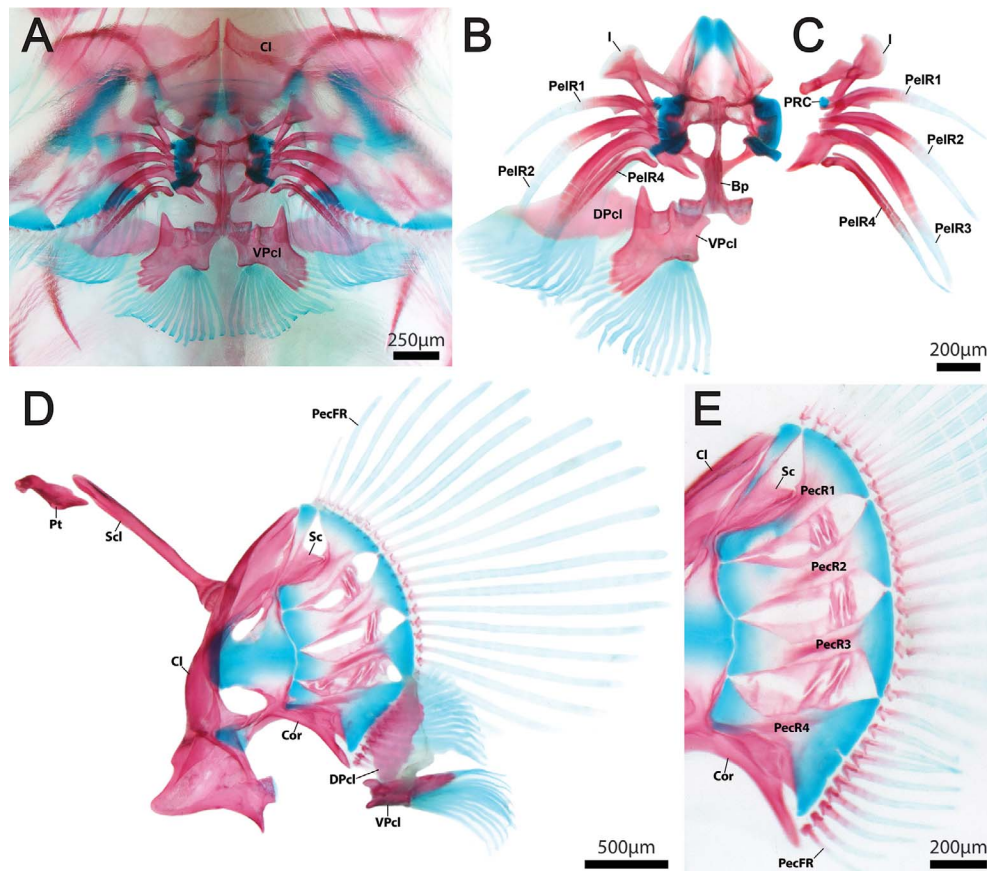 A
Cl
VPcl
250µm
B
I
PelR1
PelR2
PelR4
DPcl
Bp
VPcl
C
I
PelR1
PRC
PelR2
PelR4
PelR3
200µm
D
PecFR
Pt
Scl
Sc
Cl
Cor
DPcl
VPcl
500µm
E
Cl
Sc
PecR1
PecR2
PecR3
PecR4
Cor
PecFR
200µm